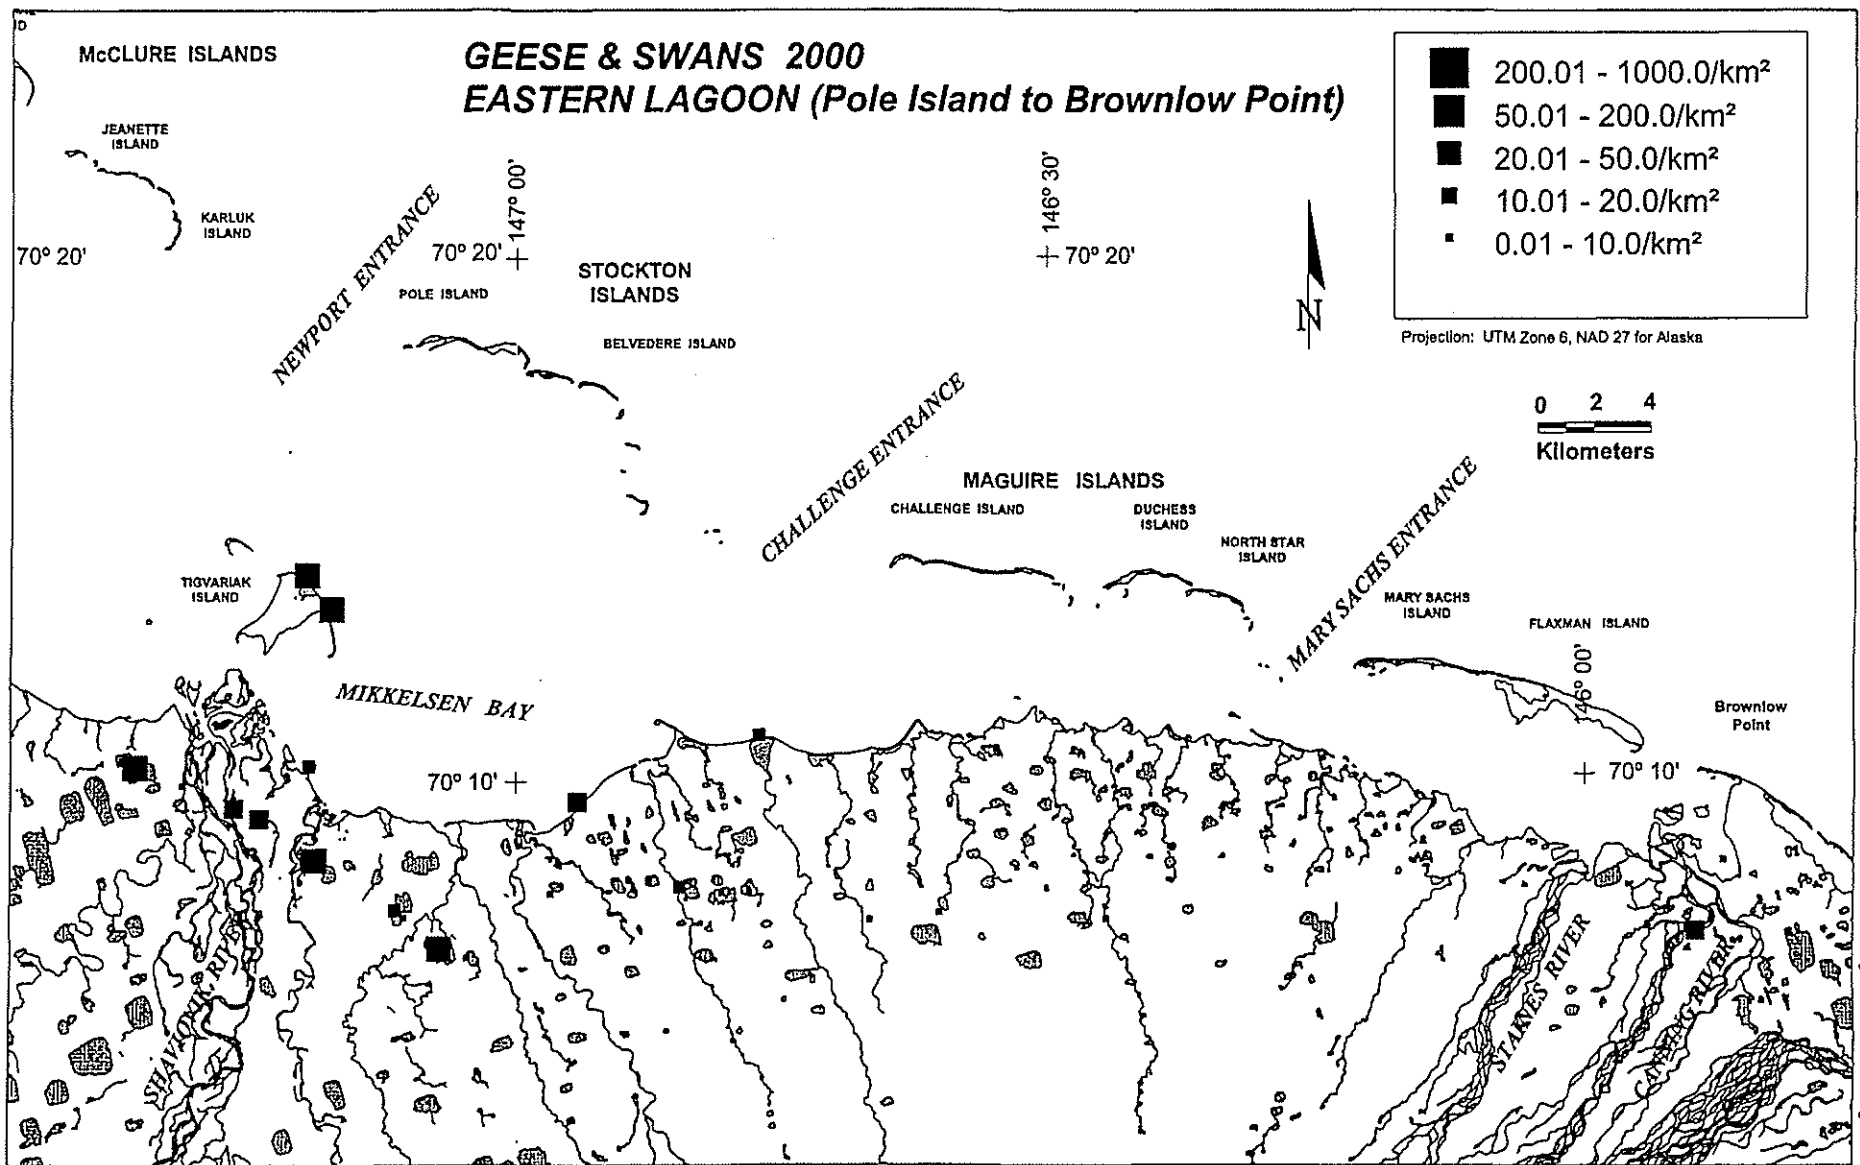 D
McCLURE ISLANDS
GEESE & SWANS 2000
EASTERN LAGOON (Pole Island to Brownlow Point)
200.01 - 1000.0/km²
50.01 - 200.0/km²
20.01 - 50.0/km²
10.01 - 20.0/km²
0.01 - 10.0/km²
Projection: UTM Zone 6, NAD 27 for Alaska
JEANETTE
ISLAND
KARLUK
ISLAND
70° 20'
NEWPORT ENTRANCE
147° 00'
70° 20'
146° 30'
70° 20'
N
STOCKTON
ISLANDS
POLE ISLAND
BELVEDERE ISLAND
0 2 4
Kilometers
CHALLENGE ENTRANCE
MAGUIRE ISLANDS
CHALLENGE ISLAND
DUCHESS
ISLAND
NORTH STAR
ISLAND
MARY SACHS ENTRANCE
MARY SACHS
ISLAND
FLAXMAN ISLAND
TIGVARIAK
ISLAND
146° 00'
MIKKELSEN BAY
Brownlow
Point
70° 10'
70° 10'
SHAVIOVIK RIVER
STAINES RIVER
CANNING RIVER